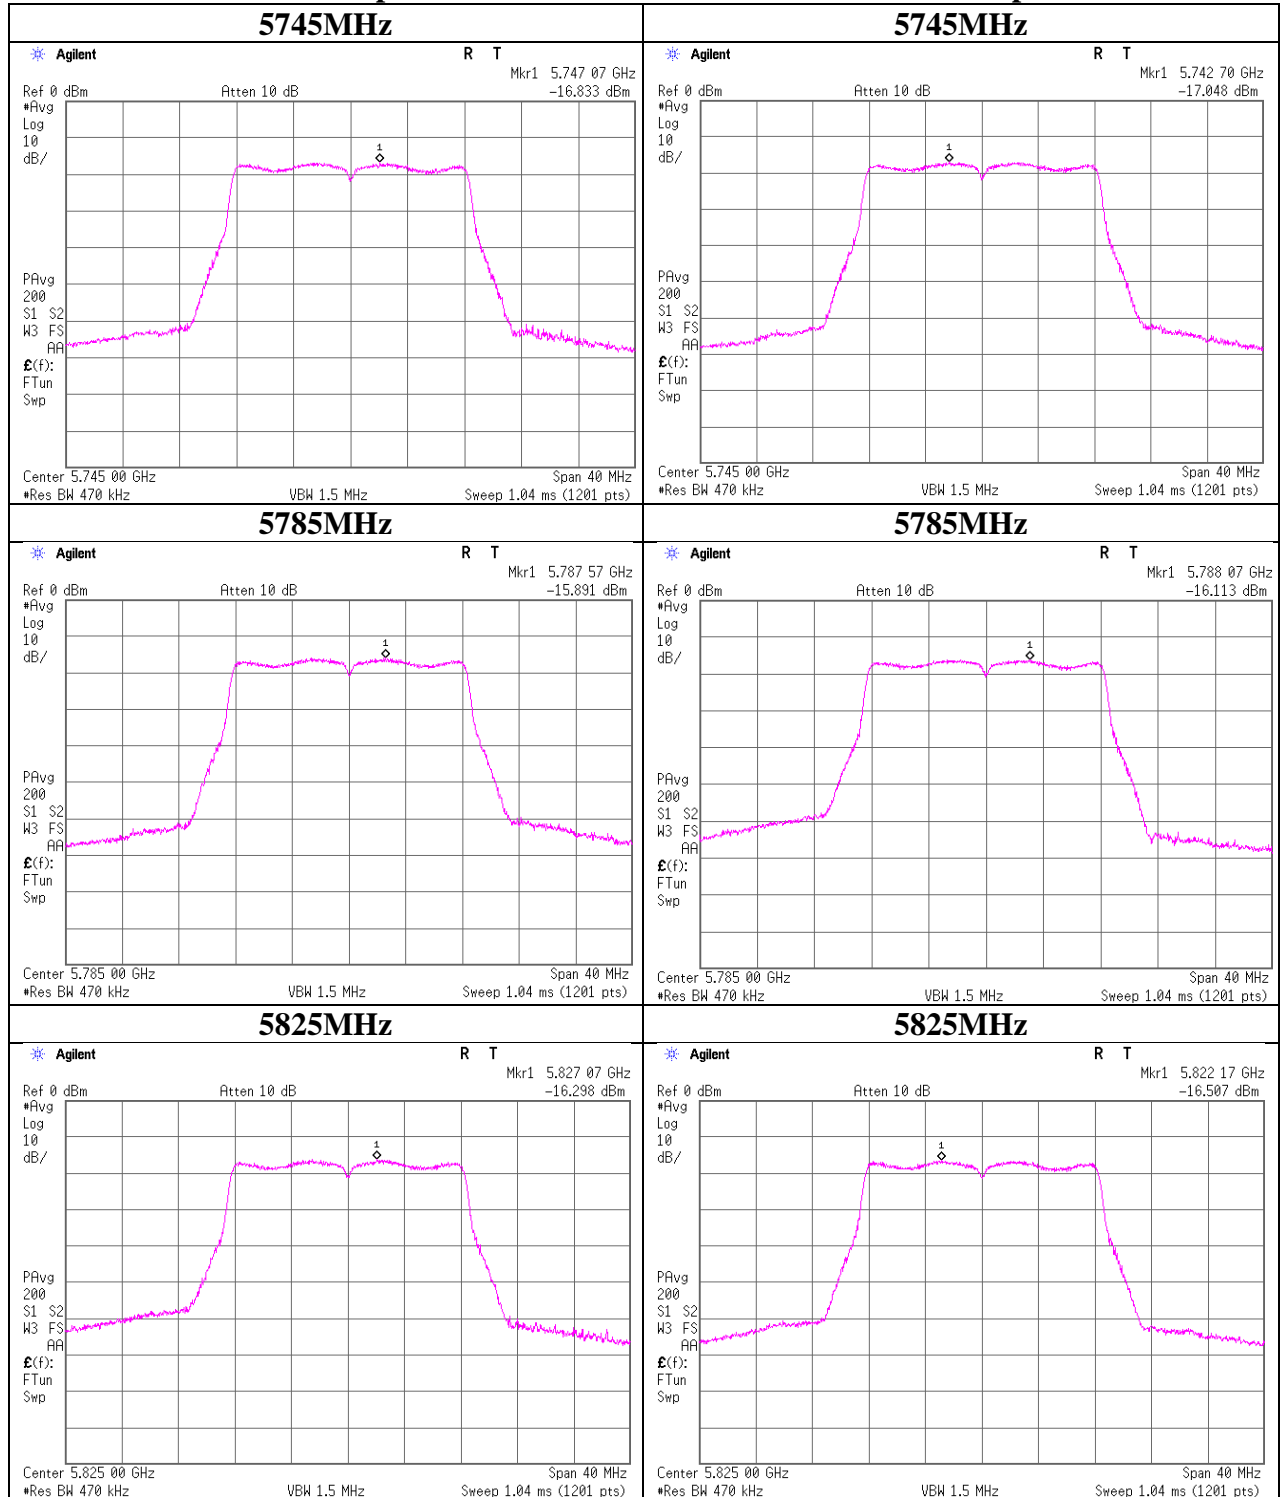 5745MHz
Agilent
R T
Mkr1 5.747 07 GHz
Ref 0 dBm Atten 10 dB -16.833 dBm
#Avg
Log
10
dB/
1
PAvg
200
S1 S2
W3 FS
AA
£(f):
FTun
Swp
Center 5.745 00 GHz Span 40 MHz
#Res BW 470 kHz VBW 1.5 MHz Sweep 1.04 ms (1201 pts)
5745MHz
Agilent
R T
Mkr1 5.742 70 GHz
Ref 0 dBm Atten 10 dB -17.048 dBm
#Avg
Log
10
dB/
1
PAvg
200
S1 S2
W3 FS
AA
£(f):
FTun
Swp
Center 5.745 00 GHz Span 40 MHz
#Res BW 470 kHz VBW 1.5 MHz Sweep 1.04 ms (1201 pts)
5785MHz
Agilent
R T
Mkr1 5.787 57 GHz
Ref 0 dBm Atten 10 dB -15.891 dBm
#Avg
Log
10
dB/
1
PAvg
200
S1 S2
W3 FS
AA
£(f):
FTun
Swp
Center 5.785 00 GHz Span 40 MHz
#Res BW 470 kHz VBW 1.5 MHz Sweep 1.04 ms (1201 pts)
5785MHz
Agilent
R T
Mkr1 5.788 07 GHz
Ref 0 dBm Atten 10 dB -16.113 dBm
#Avg
Log
10
dB/
1
PAvg
200
S1 S2
W3 FS
AA
£(f):
FTun
Swp
Center 5.785 00 GHz Span 40 MHz
#Res BW 470 kHz VBW 1.5 MHz Sweep 1.04 ms (1201 pts)
5825MHz
Agilent
R T
Mkr1 5.827 07 GHz
Ref 0 dBm Atten 10 dB -16.298 dBm
#Avg
Log
10
dB/
1
PAvg
200
S1 S2
W3 FS
AA
£(f):
FTun
Swp
Center 5.825 00 GHz Span 40 MHz
#Res BW 470 kHz VBW 1.5 MHz Sweep 1.04 ms (1201 pts)
5825MHz
Agilent
R T
Mkr1 5.822 17 GHz
Ref 0 dBm Atten 10 dB -16.507 dBm
#Avg
Log
10
dB/
1
PAvg
200
S1 S2
W3 FS
AA
£(f):
FTun
Swp
Center 5.825 00 GHz Span 40 MHz
#Res BW 470 kHz VBW 1.5 MHz Sweep 1.04 ms (1201 pts)